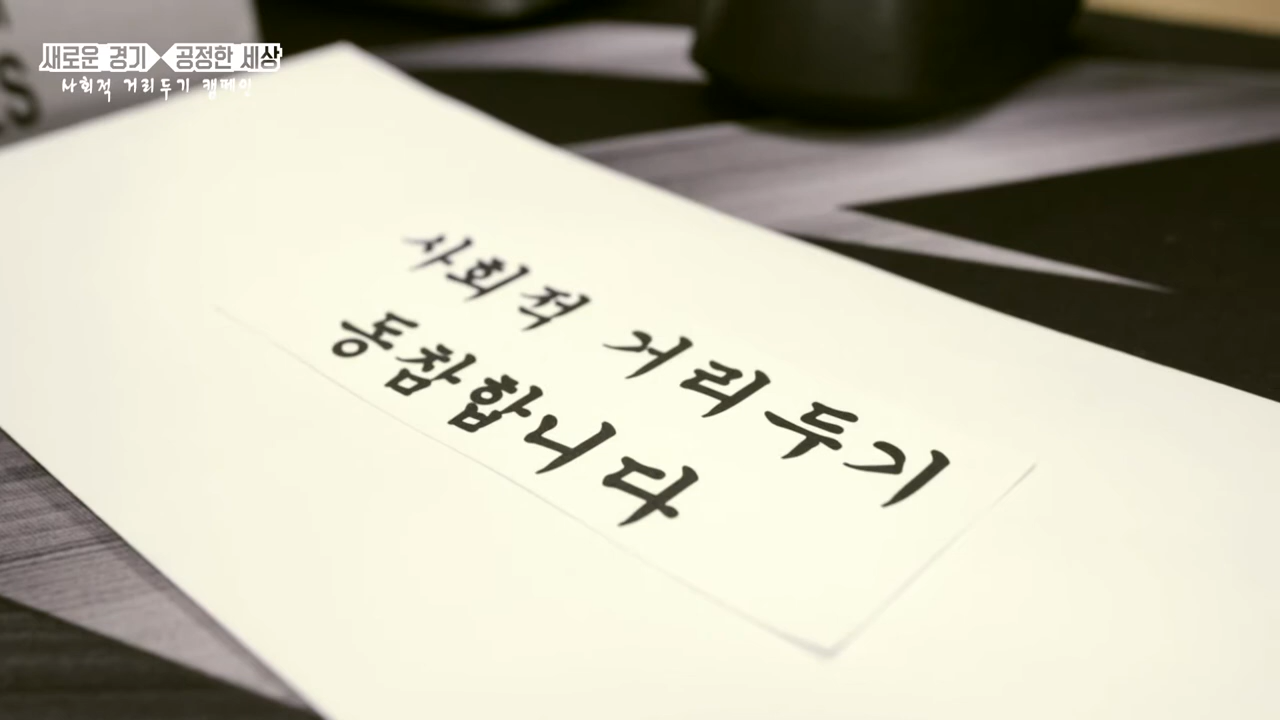 새로운 경기 공정한 세상
사회적 거리두기 캠페인
사회적 거리두기
동참합니다